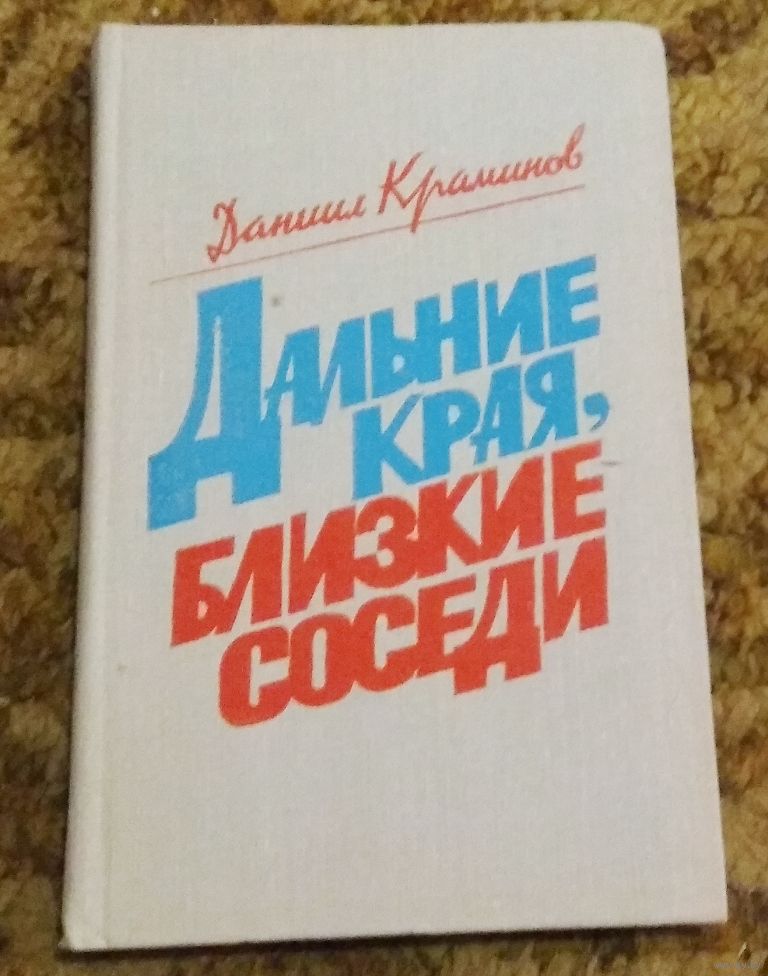 Даниил Краминов
Дальние
края,
близкие
соседи